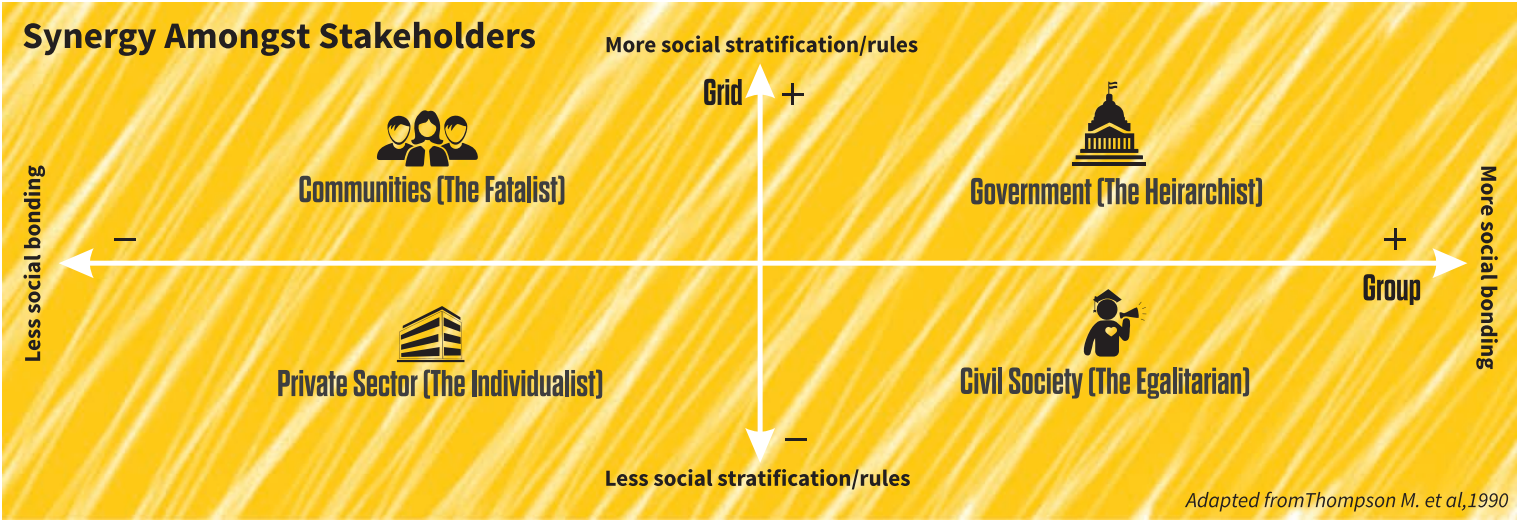 Synergy Amongst Stakeholders
More social stratification/rules
Grid +
Communities (The Fatalist)
Government (The Heirarchist)
Less social bonding
−
+
More social bonding
Group
Private Sector (The Individualist)
Civil Society (The Egalitarian)
−
Less social stratification/rules
Adapted fromThompson M. et al,1990